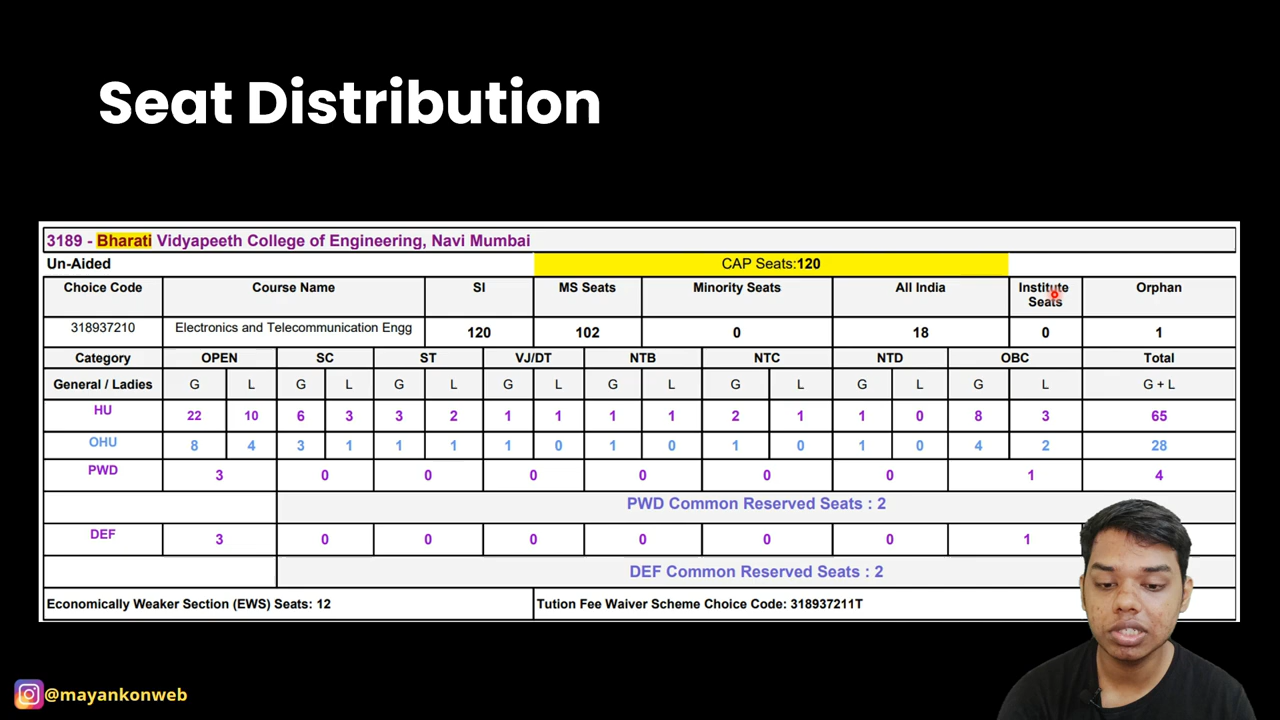 Seat Distribution
3189 - Bharati Vidyapeeth College of Engineering, Navi Mumbai
Un-Aided CAP Seats:120
Choice Code Course Name SI MS Seats Minority Seats All India Institute Seats Orphan
318937210 Electronics and Telecommunication Engg 120 102 0 18 0 1
Category OPEN SC ST VJ/DT NTB NTC NTD OBC Total
General / Ladies G L G L G L G L G L G L G L G L G + L
HU 22 10 6 3 3 2 1 1 1 1 2 1 1 0 8 3 65
OHU 8 4 3 1 1 1 1 0 1 0 1 0 1 0 4 2 28
PWD 3 0 0 0 0 0 0 1 4
PWD Common Reserved Seats : 2
DEF 3 0 0 0 0 0 0 1
DEF Common Reserved Seats : 2
Economically Weaker Section (EWS) Seats: 12 Tution Fee Waiver Scheme Choice Code: 318937211T
@mayankonweb